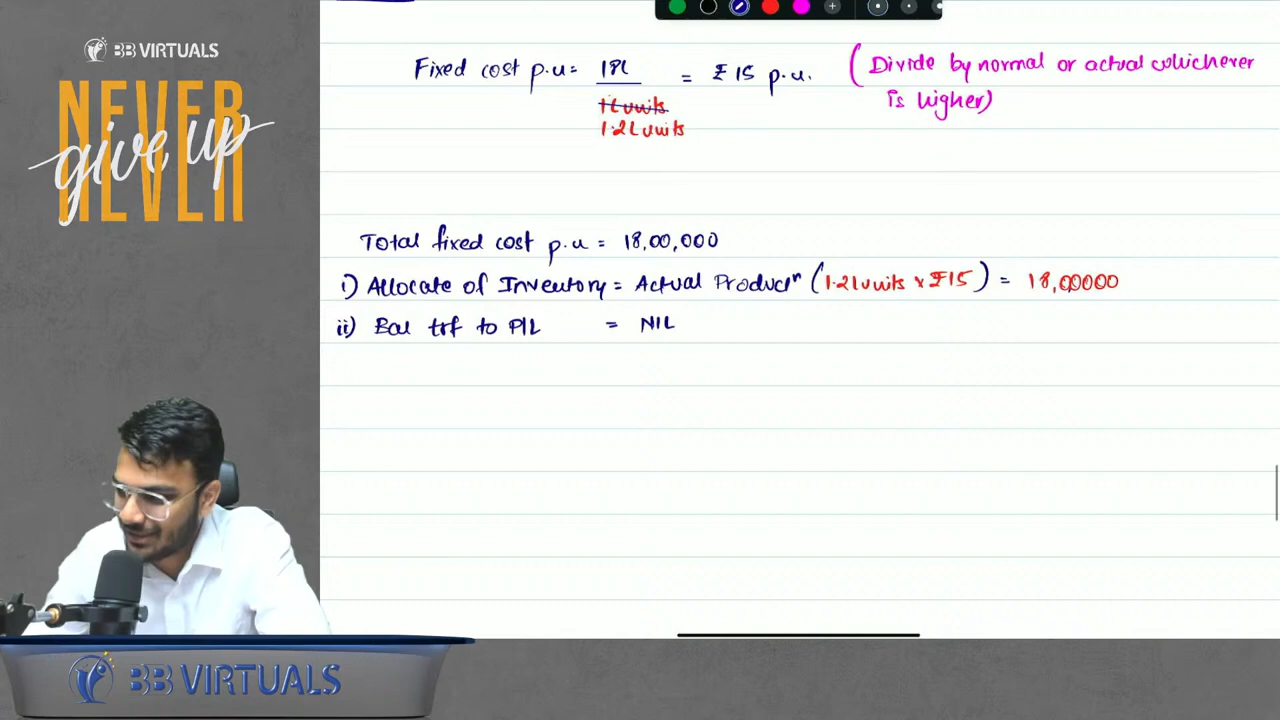 BB VIRTUALS
NEVER
give up
NEVER
Fixed cost p.u = 18L = ₹15 p.u. (Divide by normal or actual whichever
1L units
is higher)
1.2L units
Total fixed cost p.u = 18,00,000
i) Allocate of Inventory = Actual Productⁿ (1.2L units × ₹15) = 18,00000
ii) Bal trf to P/L = NIL
BB VIRTUALS